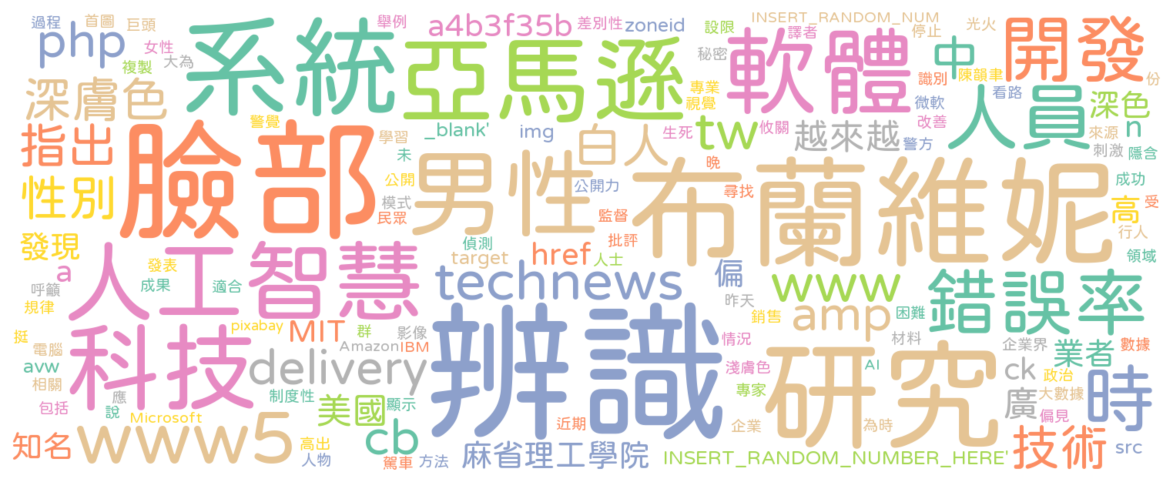 過程
首圖
巨頭
php
女性
複製
大為
深膚色
系統
舉例
a4b3f35b
差別性
zoneid
亞馬遜
設限
譯者
秘密
INSERT_RANDOM_NUM
停止
光火
軟體
中
識別
陳韻聿
看路
開發
份
指出
警覺
臉部
學習
_blank'
img
專業
視覺
生死
tw
攸關
微軟
改善
警方
越來越
人員
深色
n
來源
刺激
隱含
性別
未
公開
模式
民眾
男性
白人
公開力
監督
晚
尋找
布蘭維妮
成功
高
受
行人
領域
發現
a
呼籲
規律
人工智慧
發表
成果
適合
偵測
target
href
批評
人士
technews
偏
昨天
www
銷售
amp
困難
錯誤率
挺
電腦
avw
相關
包括
應
說
科技
pixabay
MIT
群
影像
Amazon
IBM
delivery
辨識
情況
淺膚色
專家
企業
研究
AI
材料
企業界
業者
數據
ck
政治
大數據
偏見
廣
時
Microsoft
制度性
美國
顯示
知名
www5
高出
人物
cb
駕車
方法
近期
麻省理工學院
為時
INSERT_RANDOM_NUMBER_HERE'
技術
src